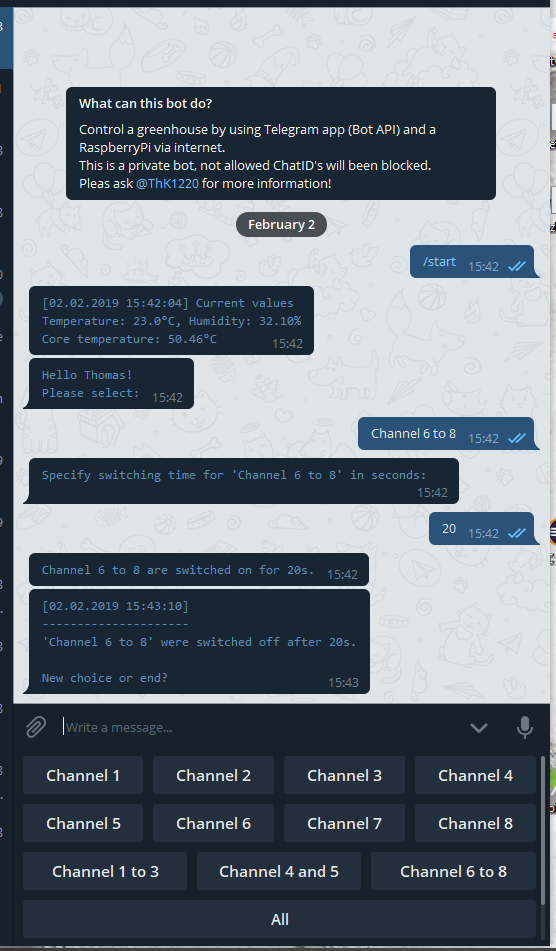 What can this bot do?
Control a greenhouse by using Telegram app (Bot API) and a
RaspberryPi via internet.
This is a private bot, not allowed ChatID's will been blocked.
Pleas ask @ThK1220 for more information!
February 2
/start 15:42
[02.02.2019 15:42:04] Current values
Temperature: 23.0°C, Humidity: 32.10%
Core temperature: 50.46°C 15:42
Hello Thomas!
Please select: 15:42
Channel 6 to 8 15:42
Specify switching time for 'Channel 6 to 8' in seconds:
15:42
20 15:42
Channel 6 to 8 are switched on for 20s. 15:42
[02.02.2019 15:43:10]
---------------------
'Channel 6 to 8' were switched off after 20s.
New choice or end? 15:43
Write a message...
Channel 1 Channel 2 Channel 3 Channel 4
Channel 5 Channel 6 Channel 7 Channel 8
Channel 1 to 3 Channel 4 and 5 Channel 6 to 8
All